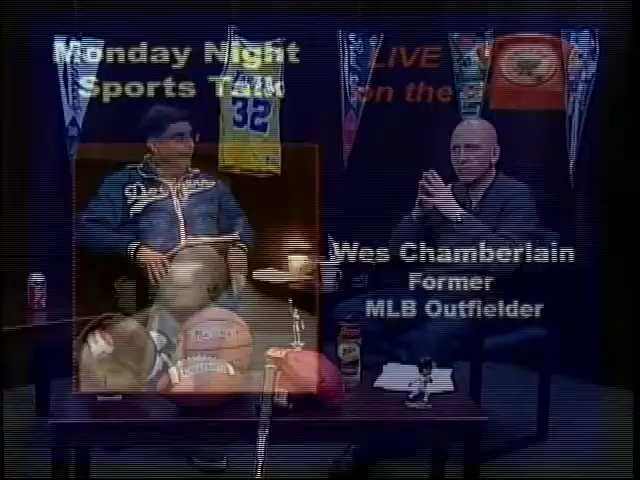 Monday Night
Sports Talk
LIVE
on the
32
Wes Chamberlain
Former
MLB Outfielder